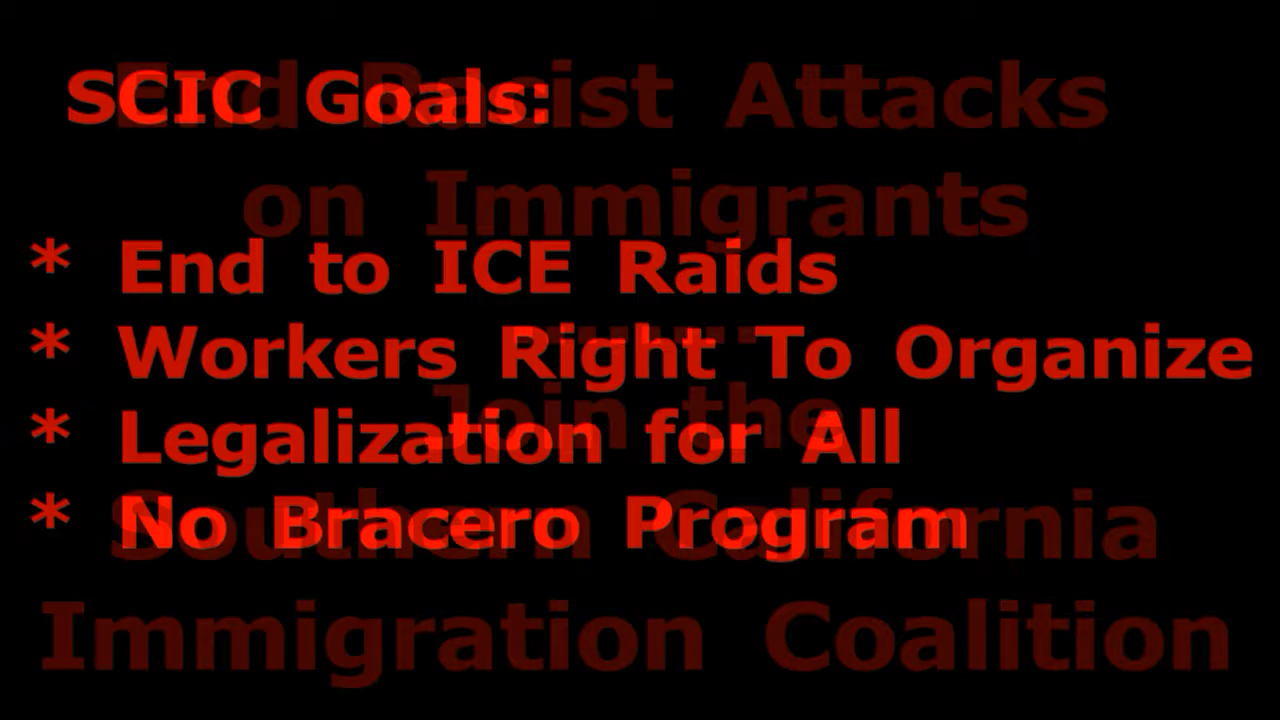 SCIC Goals:
* End to ICE Raids
* Workers Right To Organize
* Legalization for All
* No Bracero Program
End Racist Attacks
on Immigrants
Join the
Southern California
Immigration Coalition